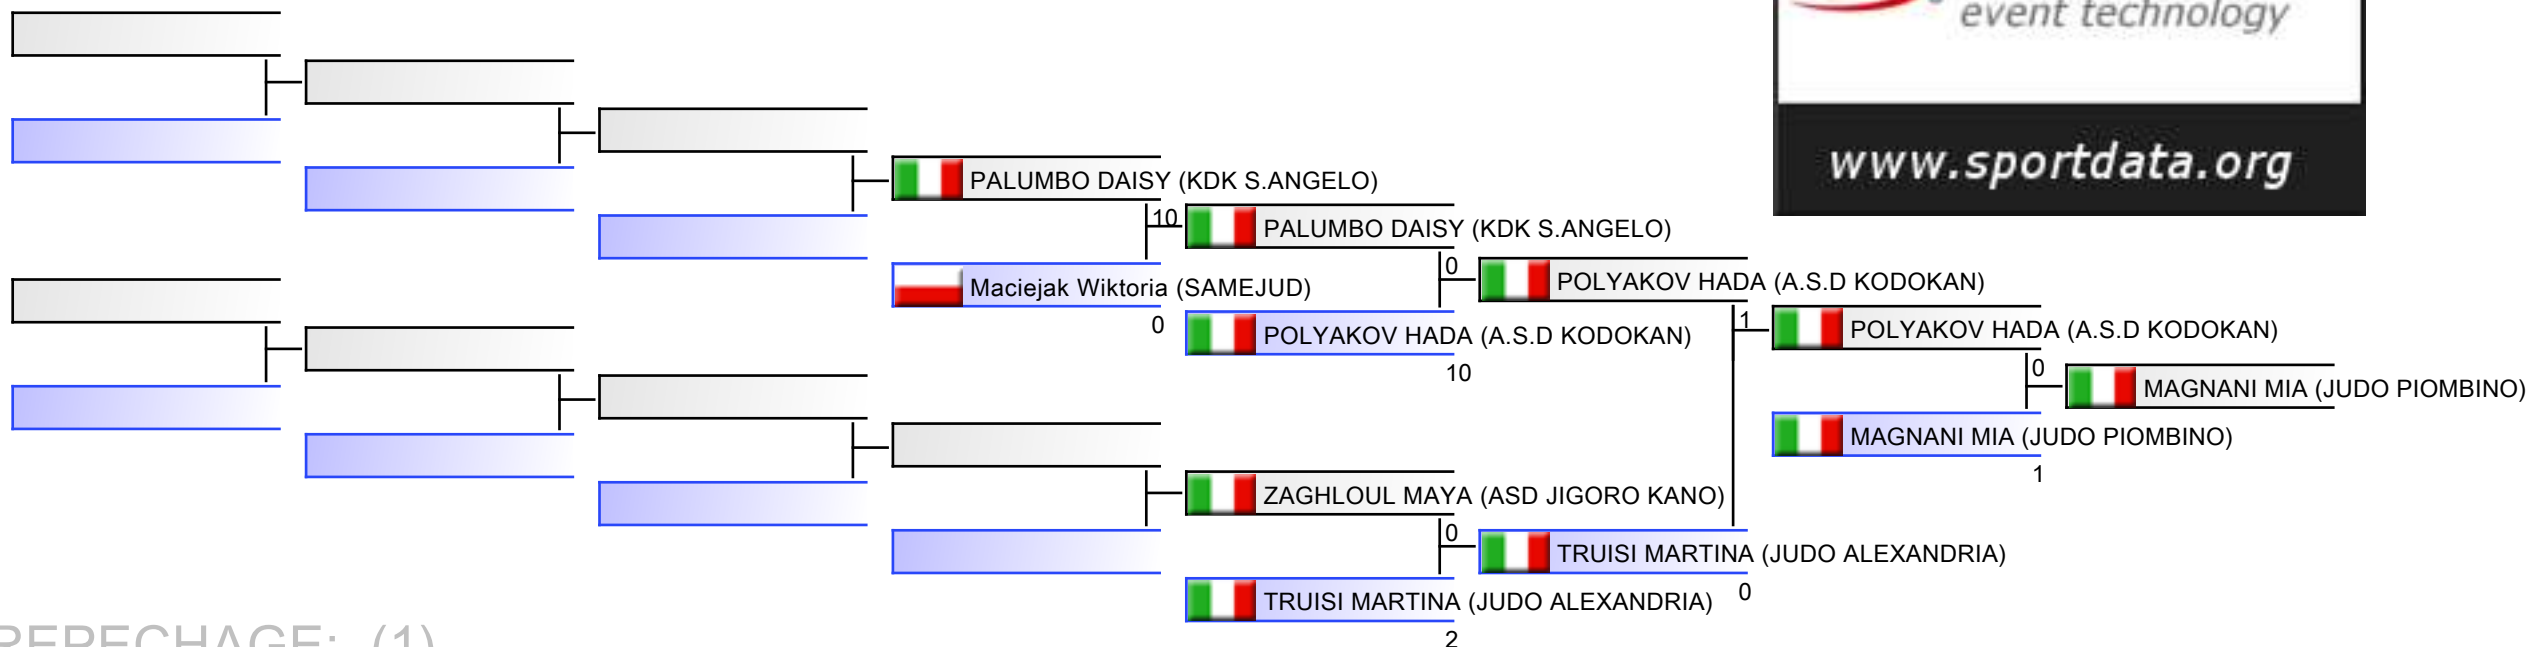 event technology
www.sportdata.org
PALUMBO DAISY (KDK S.ANGELO)
10
PALUMBO DAISY (KDK S.ANGELO)
Maciejak Wiktoria (SAMEJUD)
0
0
POLYAKOV HADA (A.S.D KODOKAN)
POLYAKOV HADA (A.S.D KODOKAN)
10
1
POLYAKOV HADA (A.S.D KODOKAN)
0
MAGNANI MIA (JUDO PIOMBINO)
MAGNANI MIA (JUDO PIOMBINO)
1
ZAGHLOUL MAYA (ASD JIGORO KANO)
0
TRUISI MARTINA (JUDO ALEXANDRIA)
0
TRUISI MARTINA (JUDO ALEXANDRIA)
2
REPECHAGE: (1)